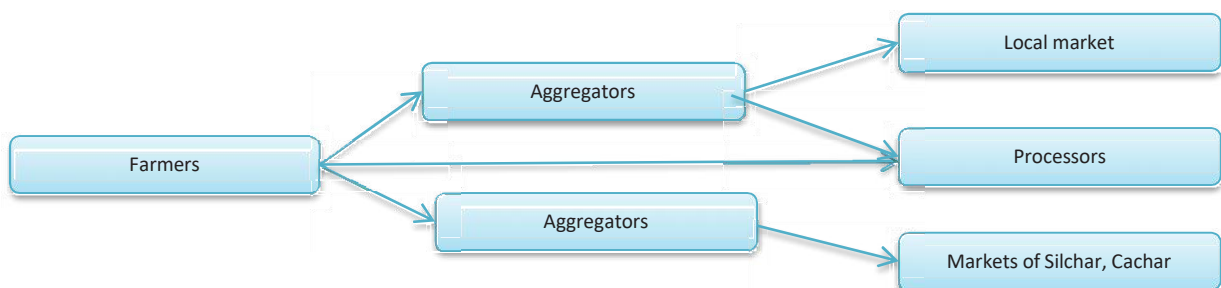 Local market
Aggregators
Farmers
Processors
Aggregators
Markets of Silchar, Cachar